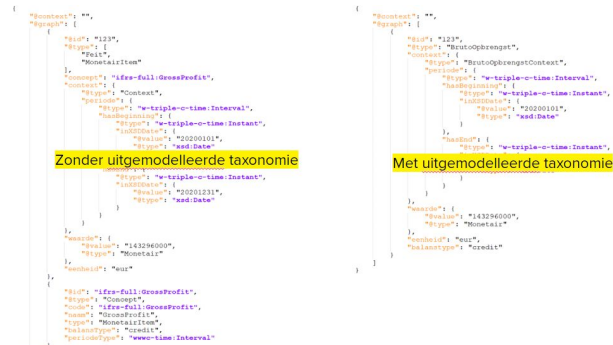 {
"@context": "",
"@graph": [
{
"@id": "123",
"@type": [
"Feit",
"MonetairItem"
],
"concept": "ifrs-full:GrossProfit",
"context": {
"@type": "Context",
"periode": {
"@type": "w-triple-c-time:Interval",
"hasBeginning": {
"@type": "w-triple-c-time:Instant",
"inXSDDate": {
"@value": "20200101",
"@type": "xsd:Date"
Zonder uitgemodelleerde taxonomie
"@type": "w-triple-c-time:Instant",
"inXSDDate": {
"@value": "20201231",
"@type": "xsd:Date"
}
}
}
},
"waarde": {
"@value": "143296000",
"@type": "Monetair"
},
"eenheid": "eur"
},
{
"@id": "ifrs-full:GrossProfit",
"@type": "Concept",
"code": "ifrs-full:GrossProfit",
"name": "GrossProfit",
"type": "MonetairItem",
"balansType": "credit",
"periodeType": "wwwc-time:Interval"
{
"@context": "",
"@graph": [
{
"@id": "123",
"@type": "BrutoOpbrengst",
"context": {
"@type": "BrutoOpbrengstContext",
"periode": {
"@type": "w-triple-c-time:Interval",
"hasBeginning": {
"@type": "w-triple-c-time:Instant",
"inXSDDate": {
"@value": "20200101",
"@type": "xsd:Date"
}
},
"hasEnd": {
"@type": "w-triple-c-time:Instant",
Met uitgemodelleerde taxonomie
}
}
}
},
"waarde": {
"@value": "143296000",
"@type": "Monetair"
},
"eenheid": "eur",
"balanstype": "credit"
}
]
}